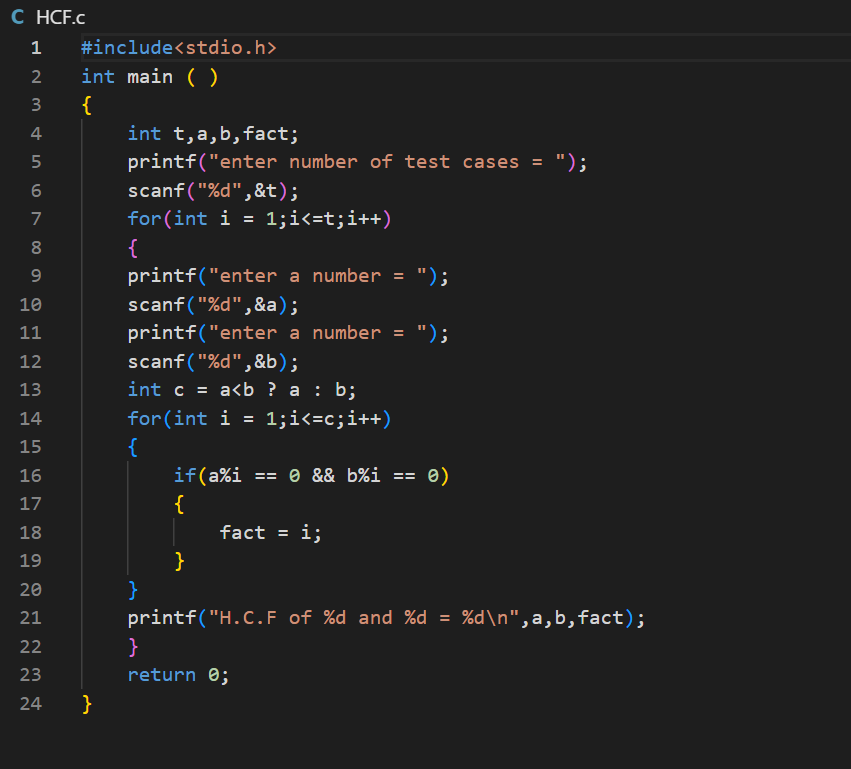 C HCF.c
1 #include<stdio.h>
2 int main ( )
3 {
4     int t,a,b,fact;
5     printf("enter number of test cases = ");
6     scanf("%d",&t);
7     for(int i = 1;i<=t;i++)
8     {
9     printf("enter a number = ");
10     scanf("%d",&a);
11     printf("enter a number = ");
12     scanf("%d",&b);
13     int c = a<b ? a : b;
14     for(int i = 1;i<=c;i++)
15     {
16         if(a%i == 0 && b%i == 0)
17         {
18             fact = i;
19         }
20     }
21     printf("H.C.F of %d and %d = %d\n",a,b,fact);
22     }
23     return 0;
24 }